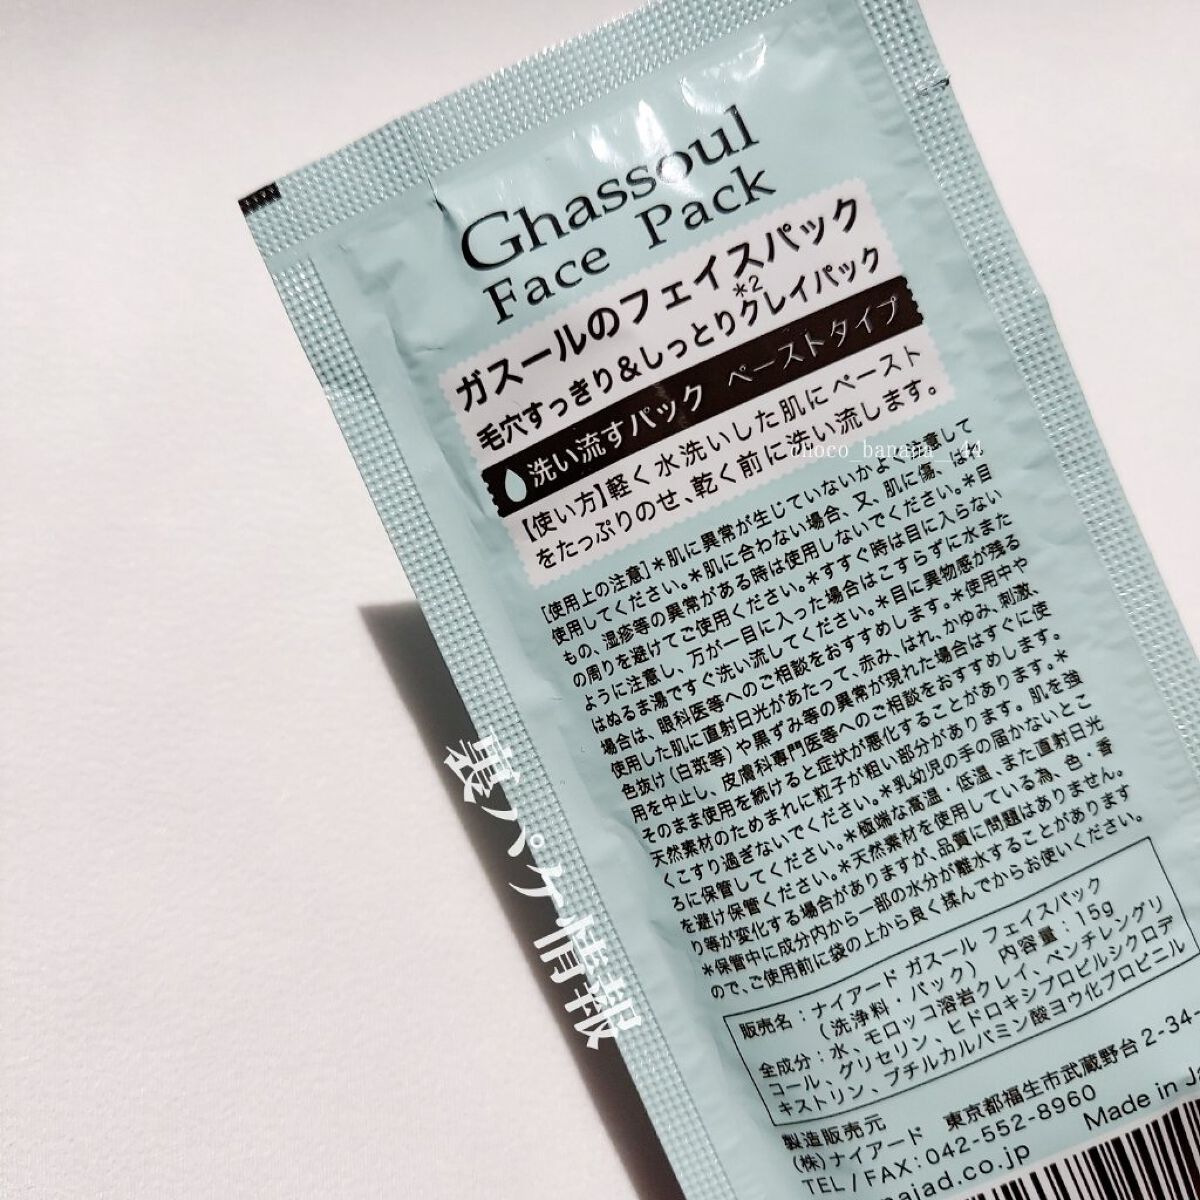 Ghassoul
Face Pack
ガスールのフェイスパック
毛穴すっきり&しっとり*2クレイパック
洗い流すパック ペーストタイプ
【使い方】軽く水洗いした肌にペースト
をたっぷりのせ、乾く前に洗い流します。
choco_banana__44
[使用上の注意]*肌に異常が生じていないかよく注意して
使用してください。*肌に合わない場合、又、肌に傷、はれ
もの、湿疹等の異常がある時は使用しないでください。*目
の周りを避けてご使用ください。*すすぐ時は目に入らない
ように注意し、万が一目に入った場合はこすらずに水また
はぬるま湯ですぐ洗い流してください。*目に異物感が残る
場合は、眼科医等へのご相談をおすすめします。*使用中や
使用した肌に直射日光があたって、赤み、はれ、かゆみ、刺激、
色抜け(白斑等)や黒ずみ等の異常が現れた場合はすぐに使
用を中止し、皮膚科専門医等へのご相談をおすすめします。
そのまま使用を続けると症状が悪化することがあります。*
天然素材のためまれに粒子が粗い部分があります。肌を強
くこすり過ぎないでください。*乳幼児の手の届かないとこ
ろに保管してください。*極端な高温・低温、また直射日光
を避け保管ください。*天然素材を使用している為、色・香
り等が変化する場合がありますが、品質に問題はありません。
*保管中に成分内から一部の水分が離水することがあります
ので、ご使用前に袋の上から良く揉んでからお使いください。
裏パケ情報
販売名:ナイアード ガスール フェイスパック
(洗浄料・パック) 内容量:15g
全成分:水、モロッコ溶岩クレイ、ペンチレングリ
コール、グリセリン、ヒドロキシプロピルシクロデ
キストリン、ブチルカルバミン酸ヨウ化プロピニル
製造販売元
(株)ナイアード 東京都福生市武蔵野台2-34-
TEL/FAX:042-552-8960
Made in Ja
najad.co.jp